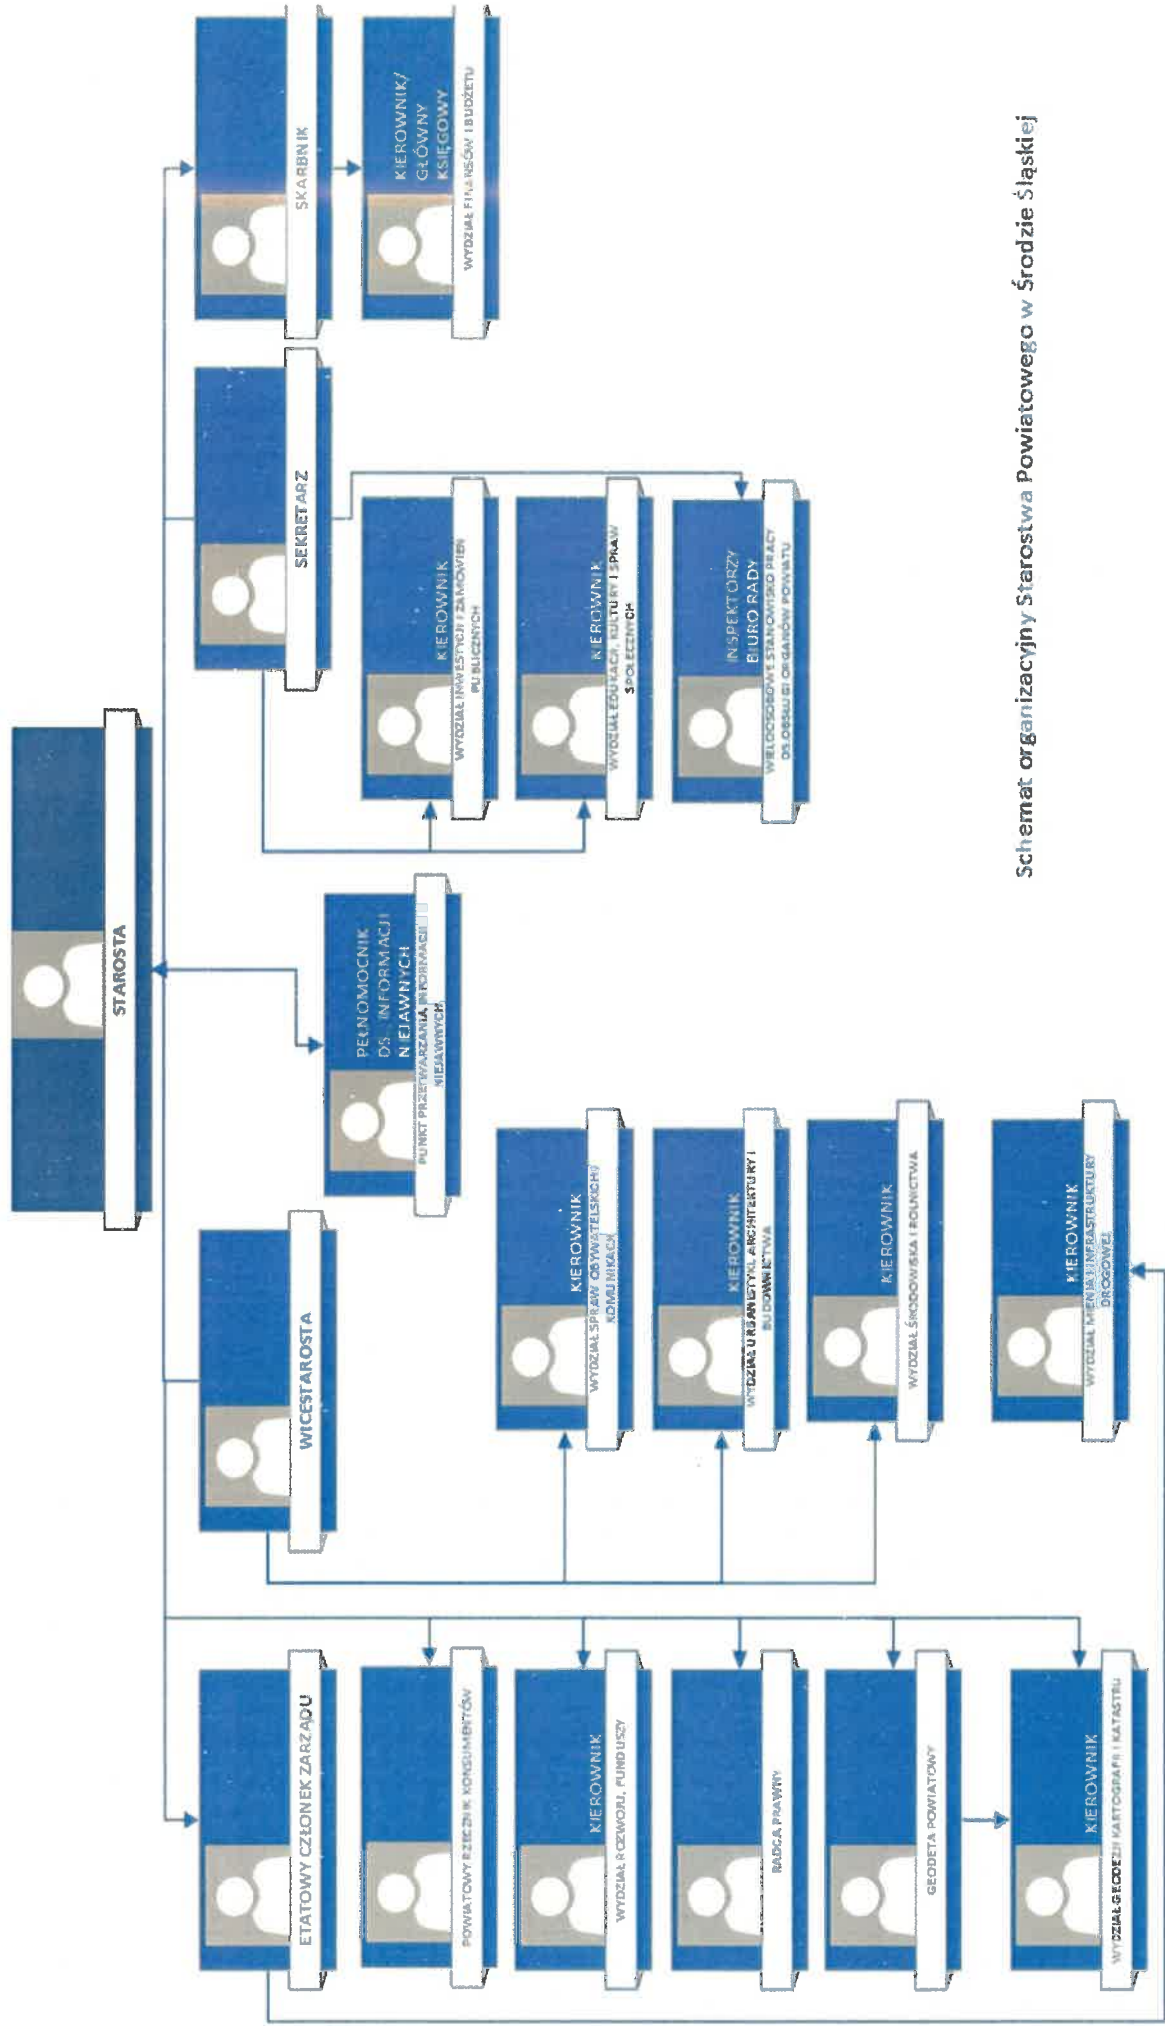 STAROSTA
ETATOWY CZŁONEK ZARZĄDU
WICESTAROSTA
SEKRETARZ
SKARBNIK
PEŁNOMOCNIK
DS. INFORMACJI
NIEJAWNYCH
PUNKT PRZETWARZANIA INFORMACJI
NIEJAWNYCH
POWIATOWY RZECZNIK KONSUMENTÓW
KIEROWNIK
WYDZIAŁ ROZWOJU, FUNDUSZY
RADCA PRAWNY
GEODETA POWIATOWY
KIEROWNIK
WYDZIAŁ GEODEZJI KARTOGRAFII I KATASTRU
KIEROWNIK
WYDZIAŁ SPRAW OBYWATELSKICH I
KOMUNIKACJI
KIEROWNIK
WYDZIAŁ URBANISTYKI, ARCHITEKTURY I
BUDOWNICTWA
KIEROWNIK
WYDZIAŁ ŚRODOWISKA I ROLNICTWA
KIEROWNIK
WYDZIAŁ MIENIA I INFRASTRUKTURY
DROGOWEJ
KIEROWNIK
WYDZIAŁ INWESTYCJI I ZAMÓWIEŃ
PUBLICZNYCH
KIEROWNIK
WYDZIAŁ EDUKACJI, KULTURY I SPRAW
SPOŁECZNYCH
INSPEKTORZY
BIURO RADY
WIELOOSOBOWE STANOWISKO PRACY
DS. OBSŁUGI ORGANÓW POWIATU
KIEROWNIK/
GŁÓWNY
KSIĘGOWY
WYDZIAŁ FINANSÓW I BUDŻETU
Schemat organizacyjny Starostwa Powiatowego w Środzie Śląskiej